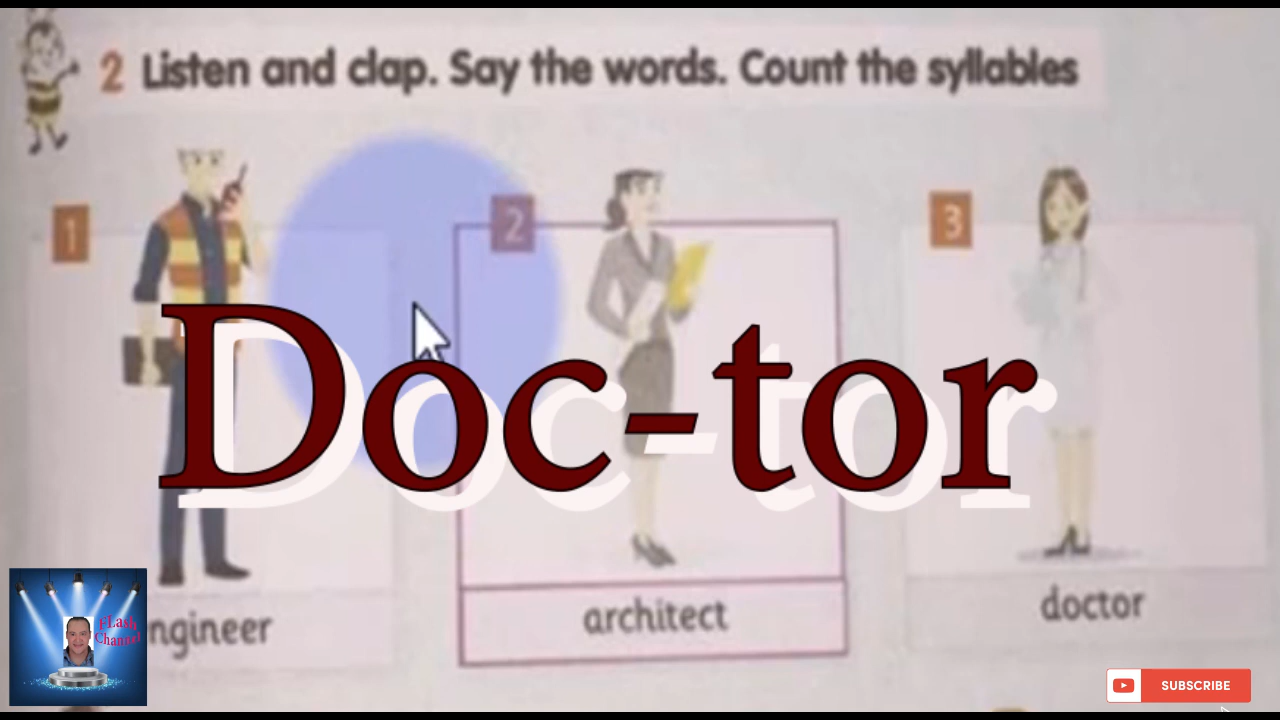 2 Listen and clap. Say the words. Count the syllables
1
2
3
Doc-tor
ngineer
architect
doctor
FLash
Channel
SUBSCRIBE